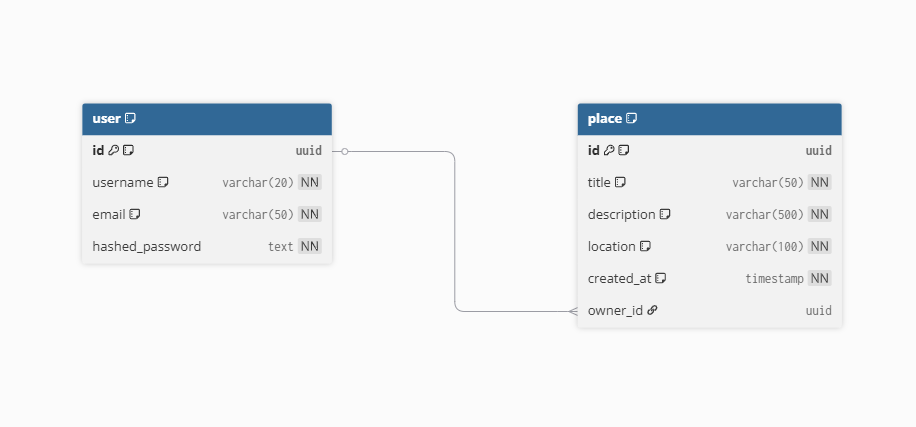 user
id uuid
username varchar(20) NN
email varchar(50) NN
hashed_password text NN
place
id uuid
title varchar(50) NN
description varchar(500) NN
location varchar(100) NN
created_at timestamp NN
owner_id uuid